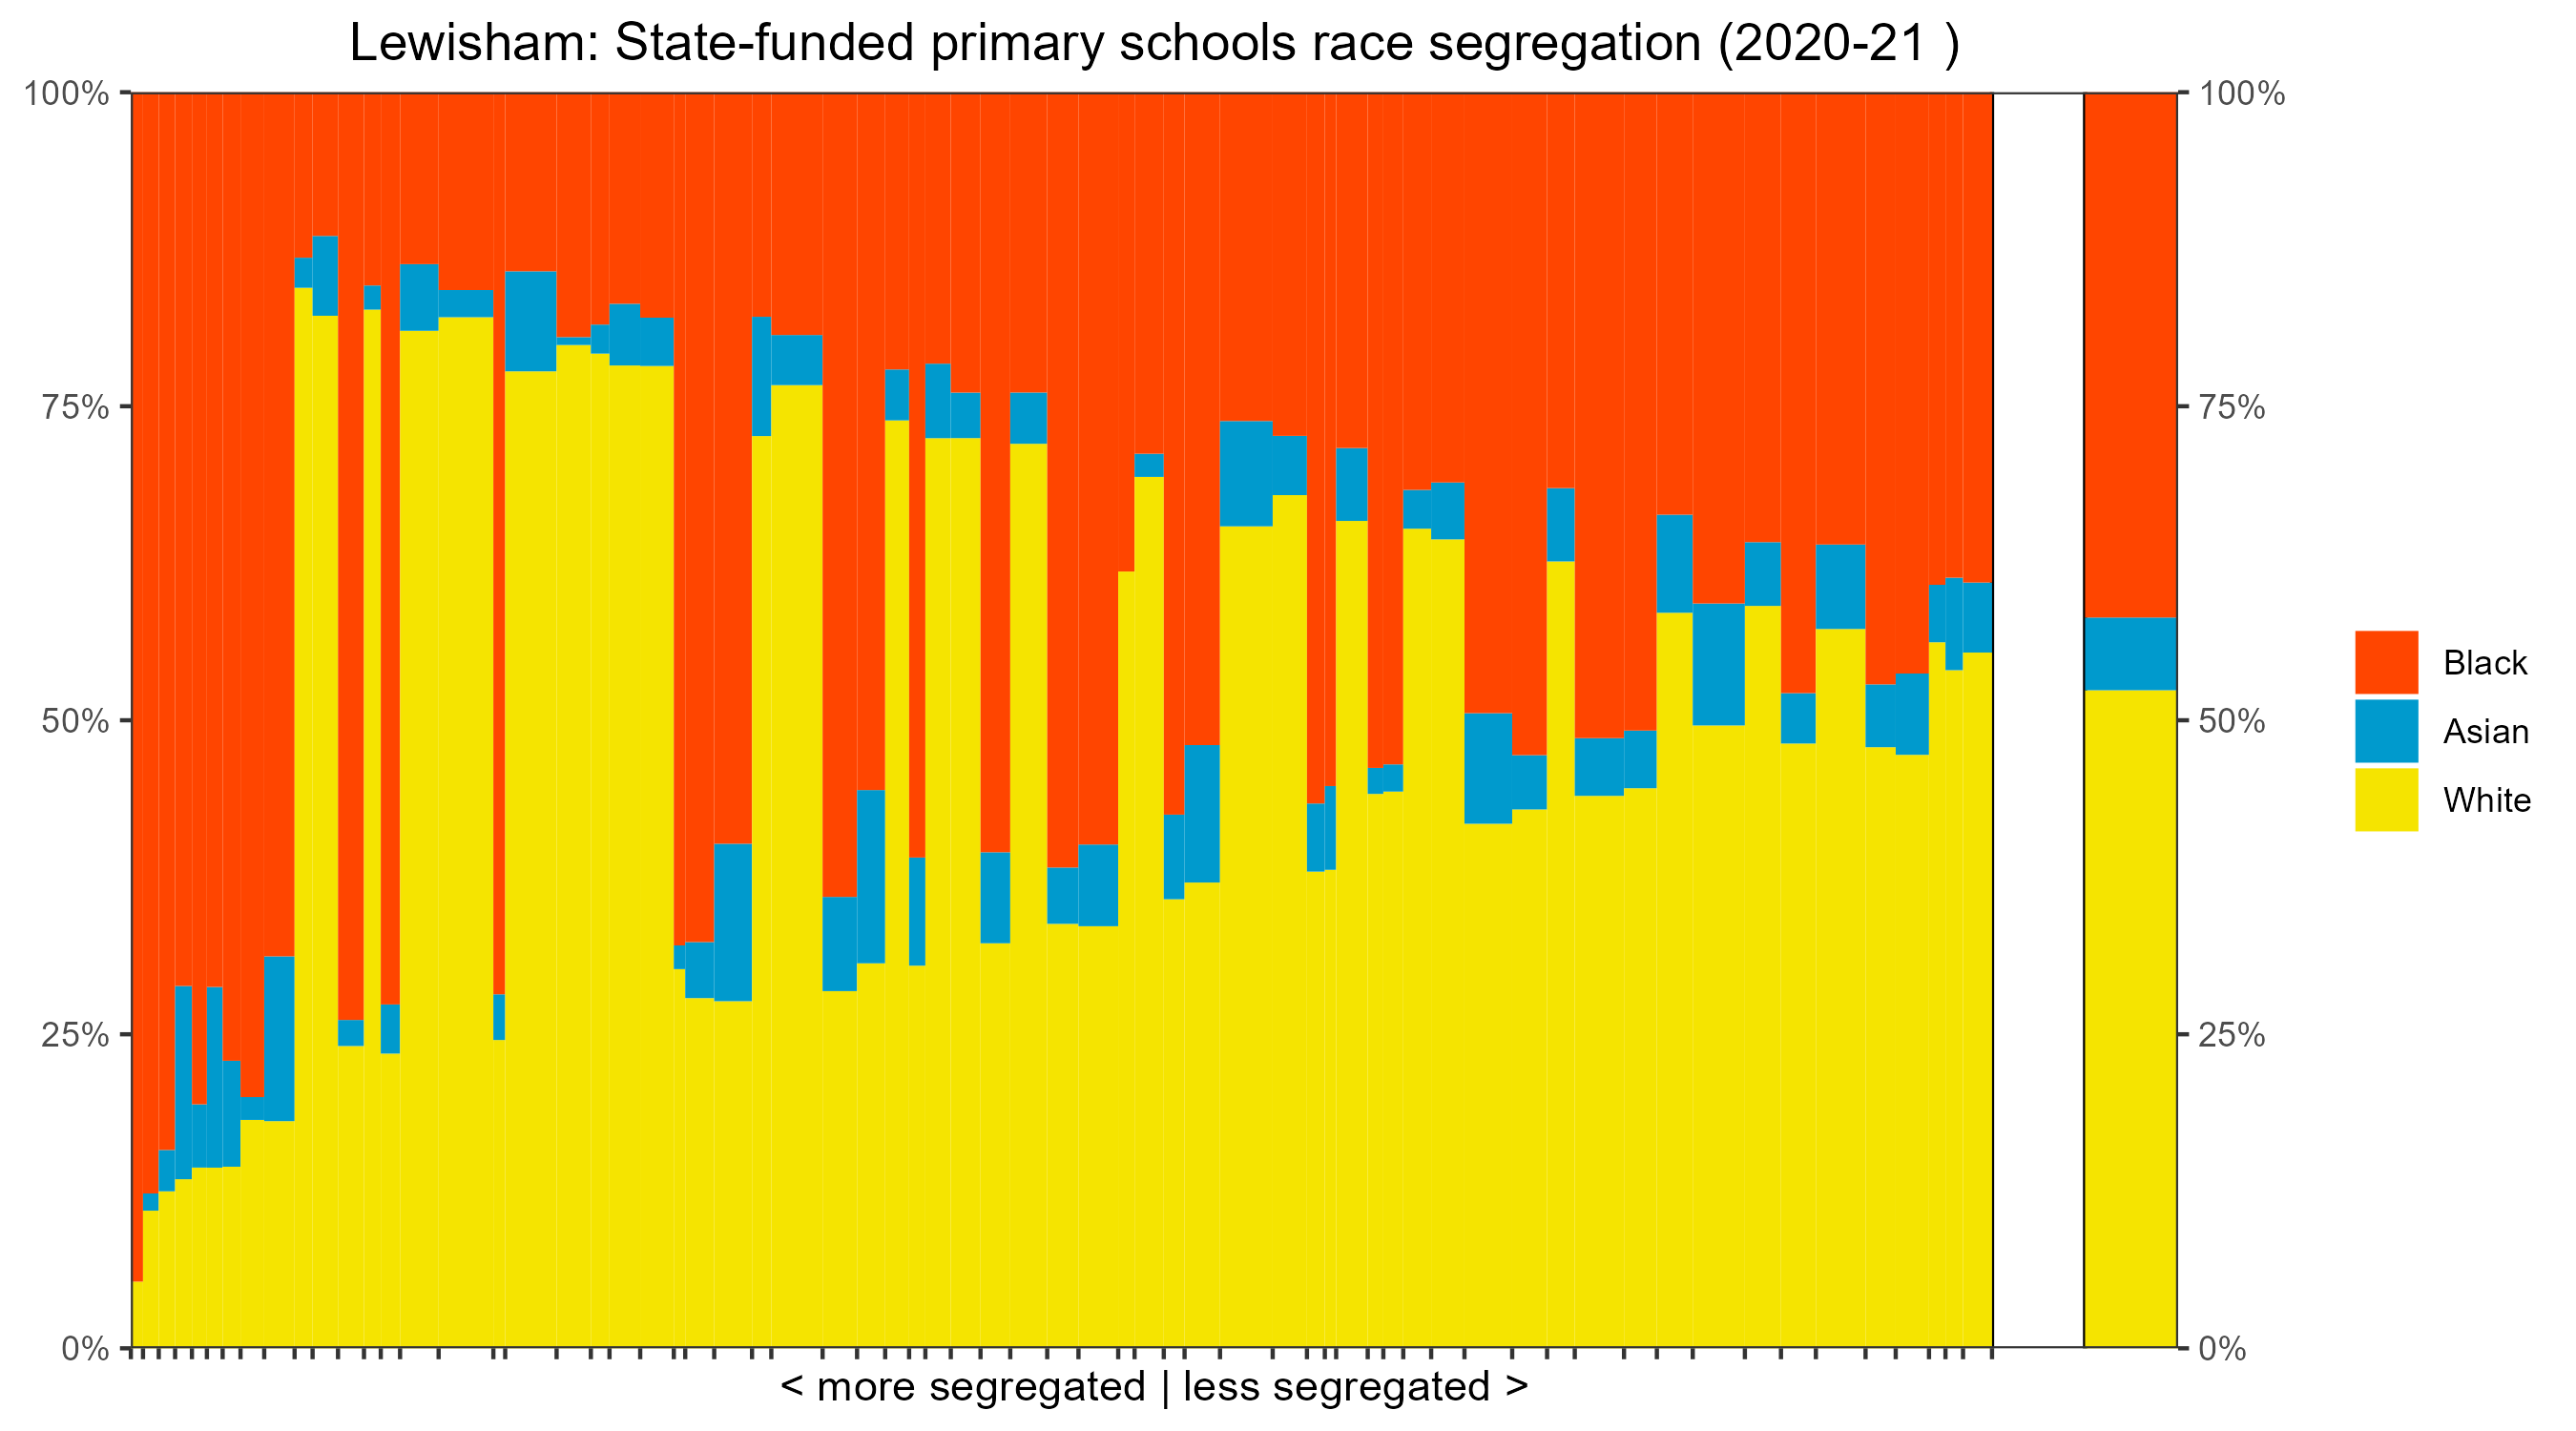 Lewisham: State-funded primary schools race segregation (2020-21 )
100%
75%
50%
25%
0%
100%
75%
50%
25%
0%
Black
Asian
White
< more segregated | less segregated >